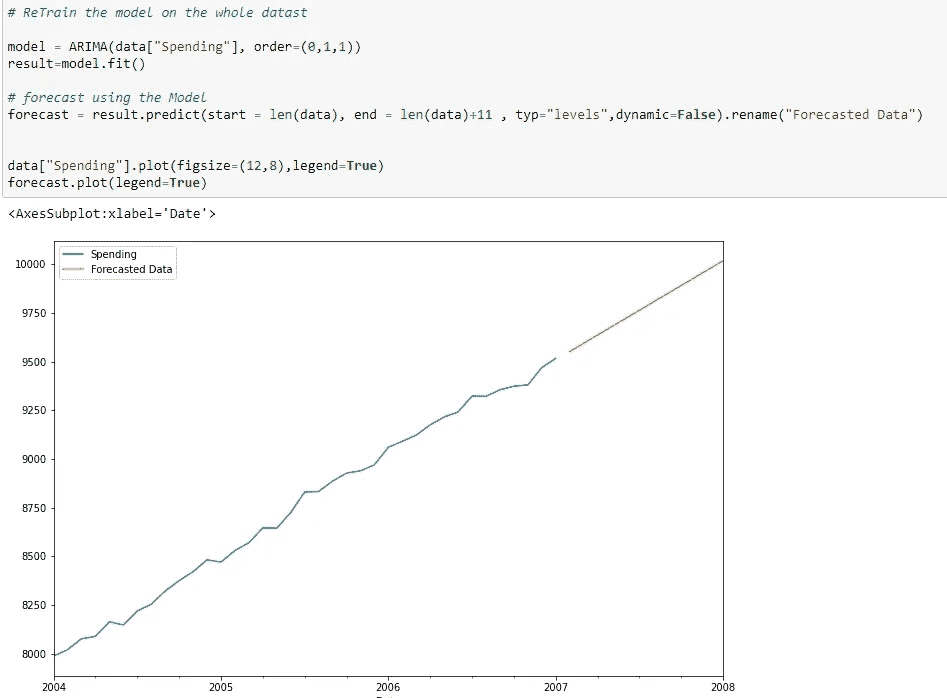 # ReTrain the model on the whole datast
model = ARIMA(data["Spending"], order=(0,1,1))
result=model.fit()
# forecast using the Model
forecast = result.predict(start = len(data), end = len(data)+11 , typ="levels",dynamic=False).rename("Forecasted Data")
data["Spending"].plot(figsize=(12,8),legend=True)
forecast.plot(legend=True)
<AxesSubplot:xlabel='Date'>
Spending
Forecasted Data
10000
9750
9500
9250
9000
8750
8500
8250
8000
2004 2005 2006 2007 2008